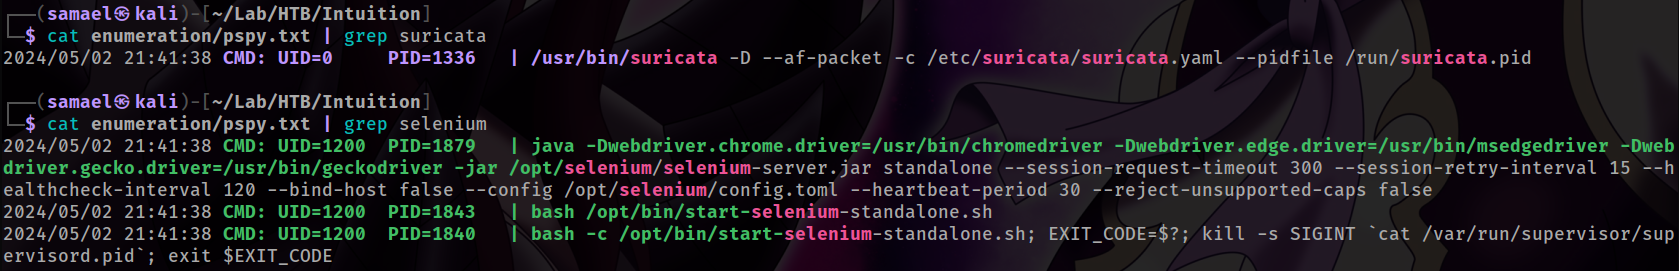 ┌──(samael㉿kali)-[~/Lab/HTB/Intuition]
└─$ cat enumeration/pspy.txt | grep suricata
2024/05/02 21:41:38 CMD: UID=0     PID=1336   | /usr/bin/suricata -D --af-packet -c /etc/suricata/suricata.yaml --pidfile /run/suricata.pid
┌──(samael㉿kali)-[~/Lab/HTB/Intuition]
└─$ cat enumeration/pspy.txt | grep selenium
2024/05/02 21:41:38 CMD: UID=1200  PID=1879   | java -Dwebdriver.chrome.driver=/usr/bin/chromedriver -Dwebdriver.edge.driver=/usr/bin/msedgedriver -Dweb
driver.gecko.driver=/usr/bin/geckodriver -jar /opt/selenium/selenium-server.jar standalone --session-request-timeout 300 --session-retry-interval 15 --h
ealthcheck-interval 120 --bind-host false --config /opt/selenium/config.toml --heartbeat-period 30 --reject-unsupported-caps false
2024/05/02 21:41:38 CMD: UID=1200  PID=1843   | bash /opt/bin/start-selenium-standalone.sh
2024/05/02 21:41:38 CMD: UID=1200  PID=1840   | bash -c /opt/bin/start-selenium-standalone.sh; EXIT_CODE=$?; kill -s SIGINT `cat /var/run/supervisor/sup
ervisord.pid`; exit $EXIT_CODE